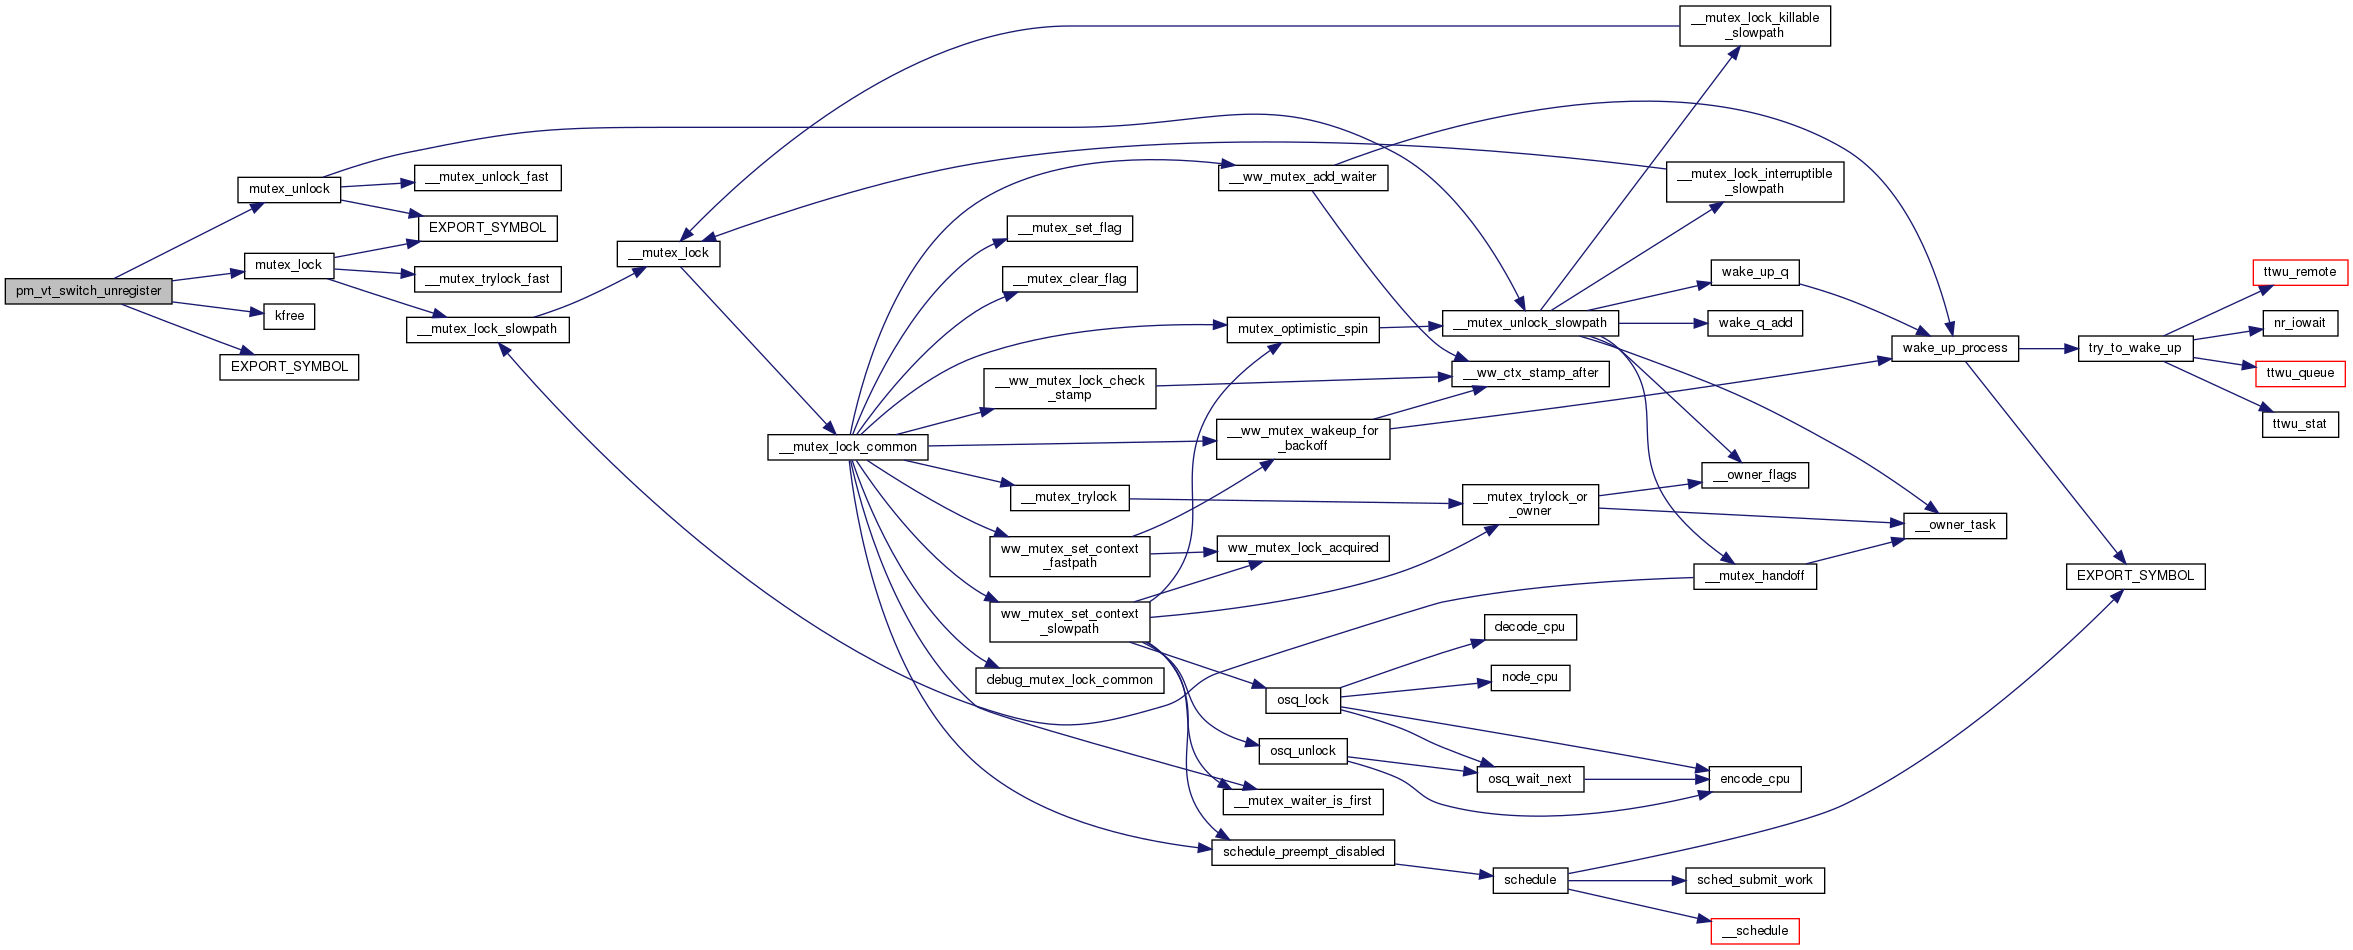 pm_vt_switch_unregister
mutex_unlock
mutex_lock
kfree
EXPORT_SYMBOL
__mutex_unlock_fast
EXPORT_SYMBOL
__mutex_trylock_fast
__mutex_lock_slowpath
__mutex_lock
__mutex_lock_common
__ww_mutex_add_waiter
__mutex_set_flag
__mutex_clear_flag
mutex_optimistic_spin
__ww_mutex_lock_check
_stamp
__ww_mutex_wakeup_for
_backoff
__mutex_trylock
ww_mutex_set_context
_fastpath
ww_mutex_lock_acquired
ww_mutex_set_context
_slowpath
debug_mutex_lock_common
osq_lock
osq_unlock
__mutex_waiter_is_first
schedule_preempt_disabled
__mutex_unlock_slowpath
__ww_ctx_stamp_after
__mutex_trylock_or
_owner
decode_cpu
node_cpu
osq_wait_next
schedule
__mutex_lock_killable
_slowpath
__mutex_lock_interruptible
_slowpath
wake_up_q
wake_q_add
__owner_flags
__mutex_handoff
encode_cpu
sched_submit_work
__schedule
wake_up_process
__owner_task
try_to_wake_up
EXPORT_SYMBOL
ttwu_remote
nr_iowait
ttwu_queue
ttwu_stat